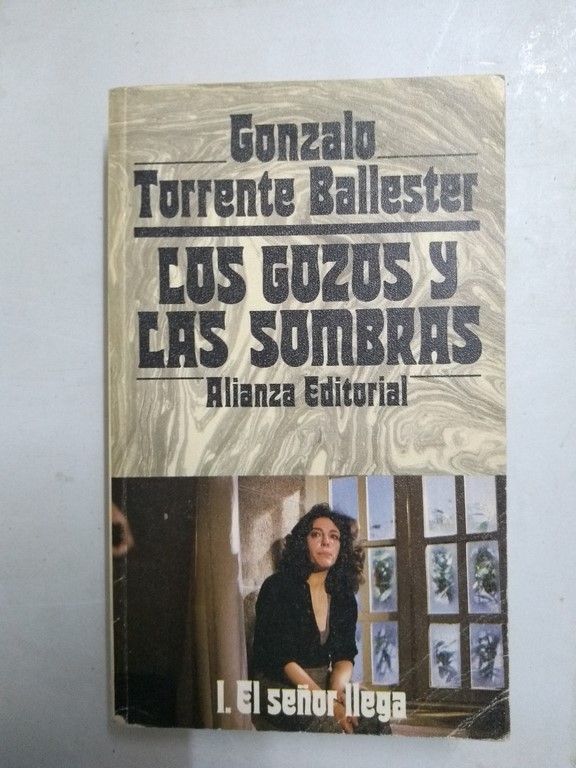 Gonzalo
Torrente Ballester
LOS GOZOS Y
LAS SOMBRAS
Alianza Editorial
I. El señor llega